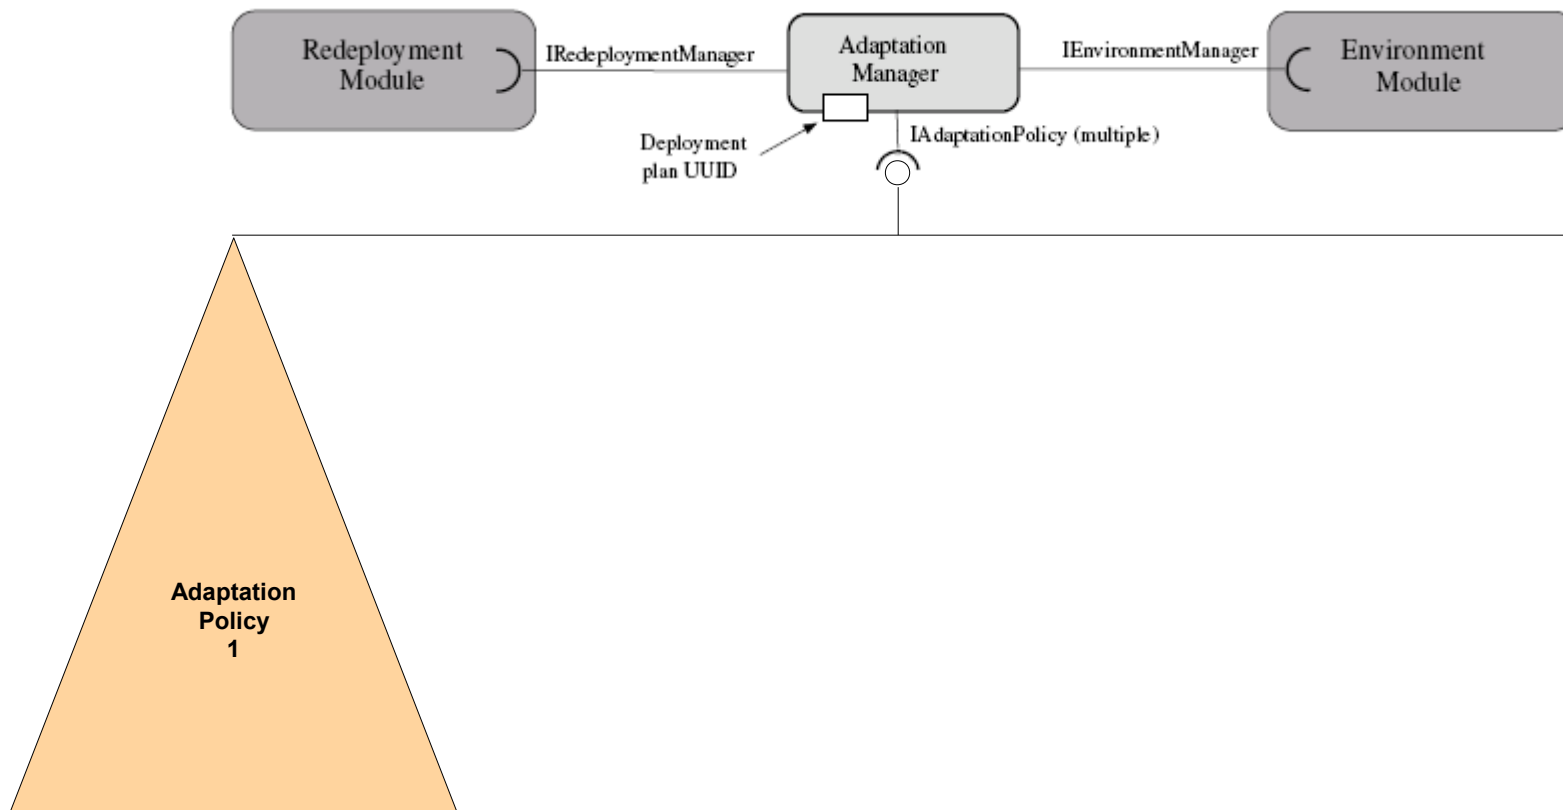 Redeployment
Module
IRedeploymentManager
Adaptation
Manager
IEnvironmentManager
Environment
Module
Deployment
plan UUID
IAdaptationPolicy (multiple)
Adaptation
Policy
1